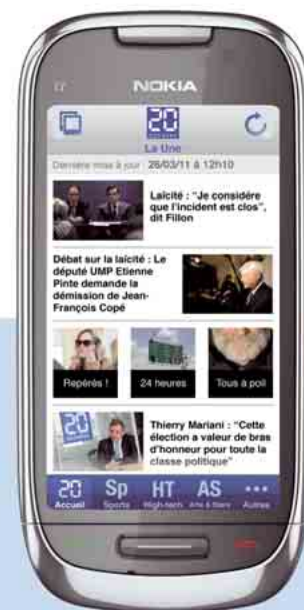 NOKIA
20
La Une
Dernière mise à jour : 26/03/11 à 12h10
Laïcité : “Je considére
que l’incident est clos”,
dit Fillon
Débat sur la laïcité : Le
député UMP Etienne
Pinte demande la
démission de Jean-
François Copé
Repérés !
24 heures
Tous à poil
20
Thierry Mariani : “Cette
élection a valeur de bras
d’honneur pour toute la
classe politique”
20 Sp HT AS ...
Accueil Sports High-tech Arts & Stars Autres